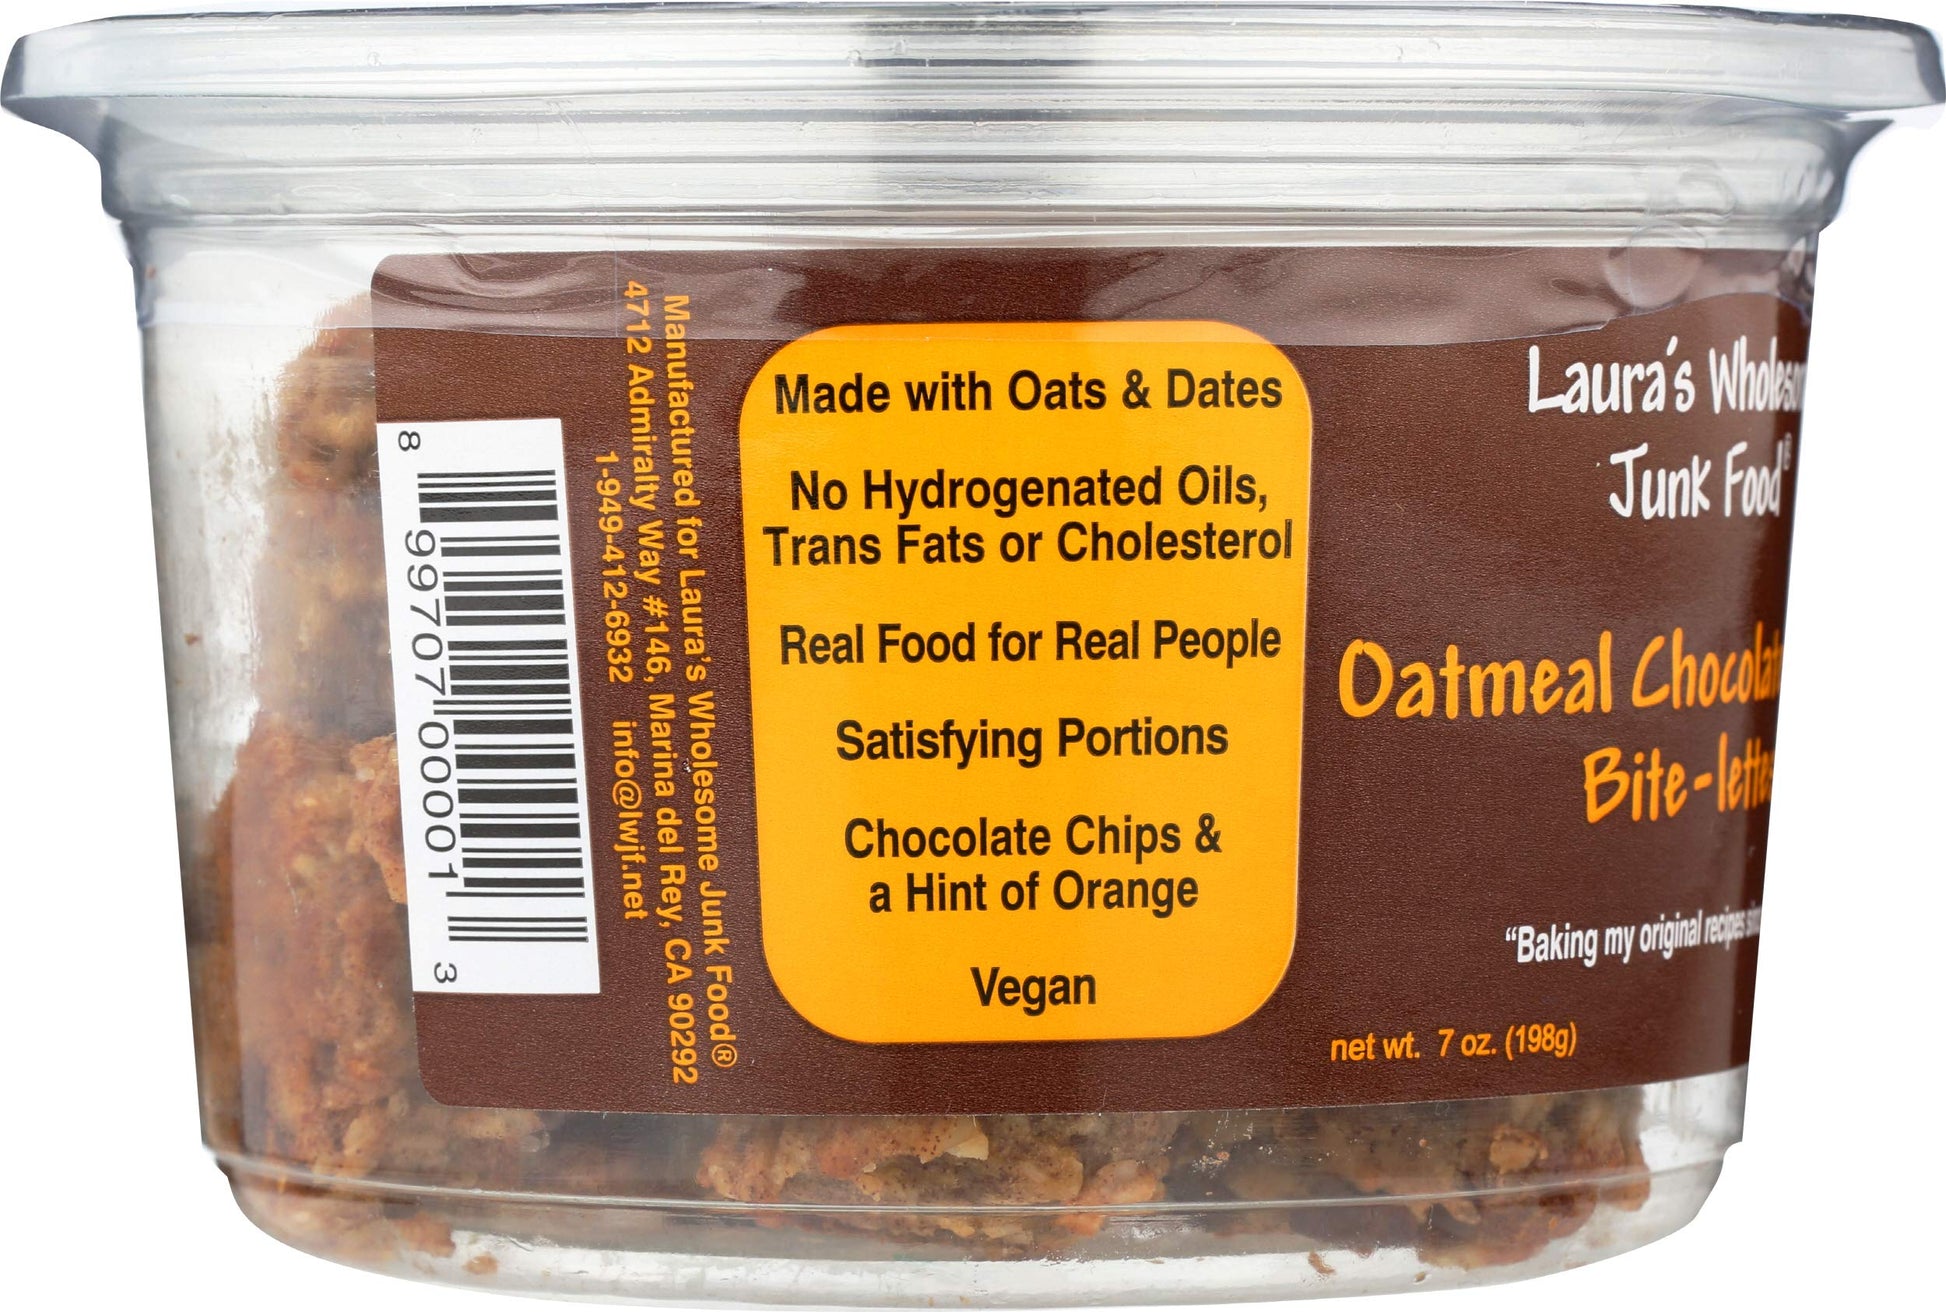 Manufactured for Laura's Wholesome Junk Food®
4712 Admiralty Way #146, Marina del Rey, CA 90292
1-949-412-6932 info@lwjf.net
8 99707 00001 3
Made with Oats & Dates
No Hydrogenated Oils,
Trans Fats or Cholesterol
Real Food for Real People
Satisfying Portions
Chocolate Chips &
a Hint of Orange
Vegan
Laura's
Junk Food®
Oatmeal
Bite-lettes
"Baking my original recipes
net wt. 7 oz. (198g)